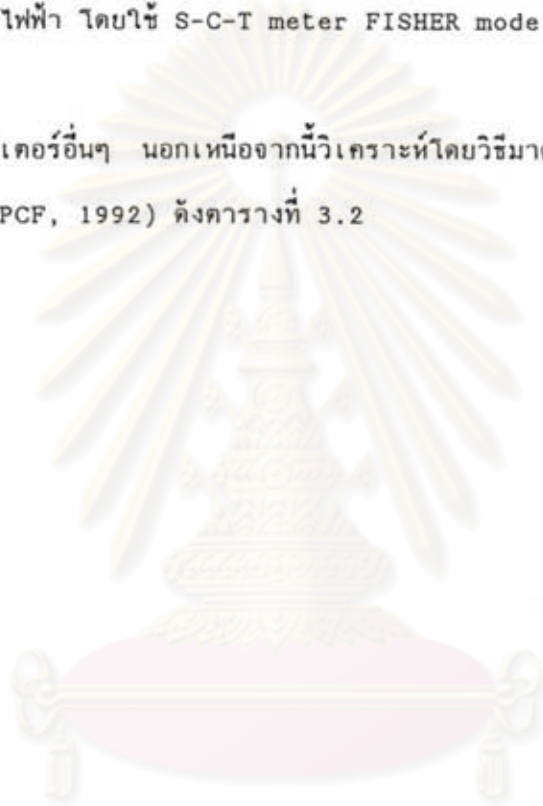 ไฟฟ้า โดยใช้ S-C-T meter FISHER mode
เตอร์อื่นๆ นอกเหนือจากนี้วิเคราะห์โดยวิธีมา
PCF, 1992) ดังตารางที่ 3.2